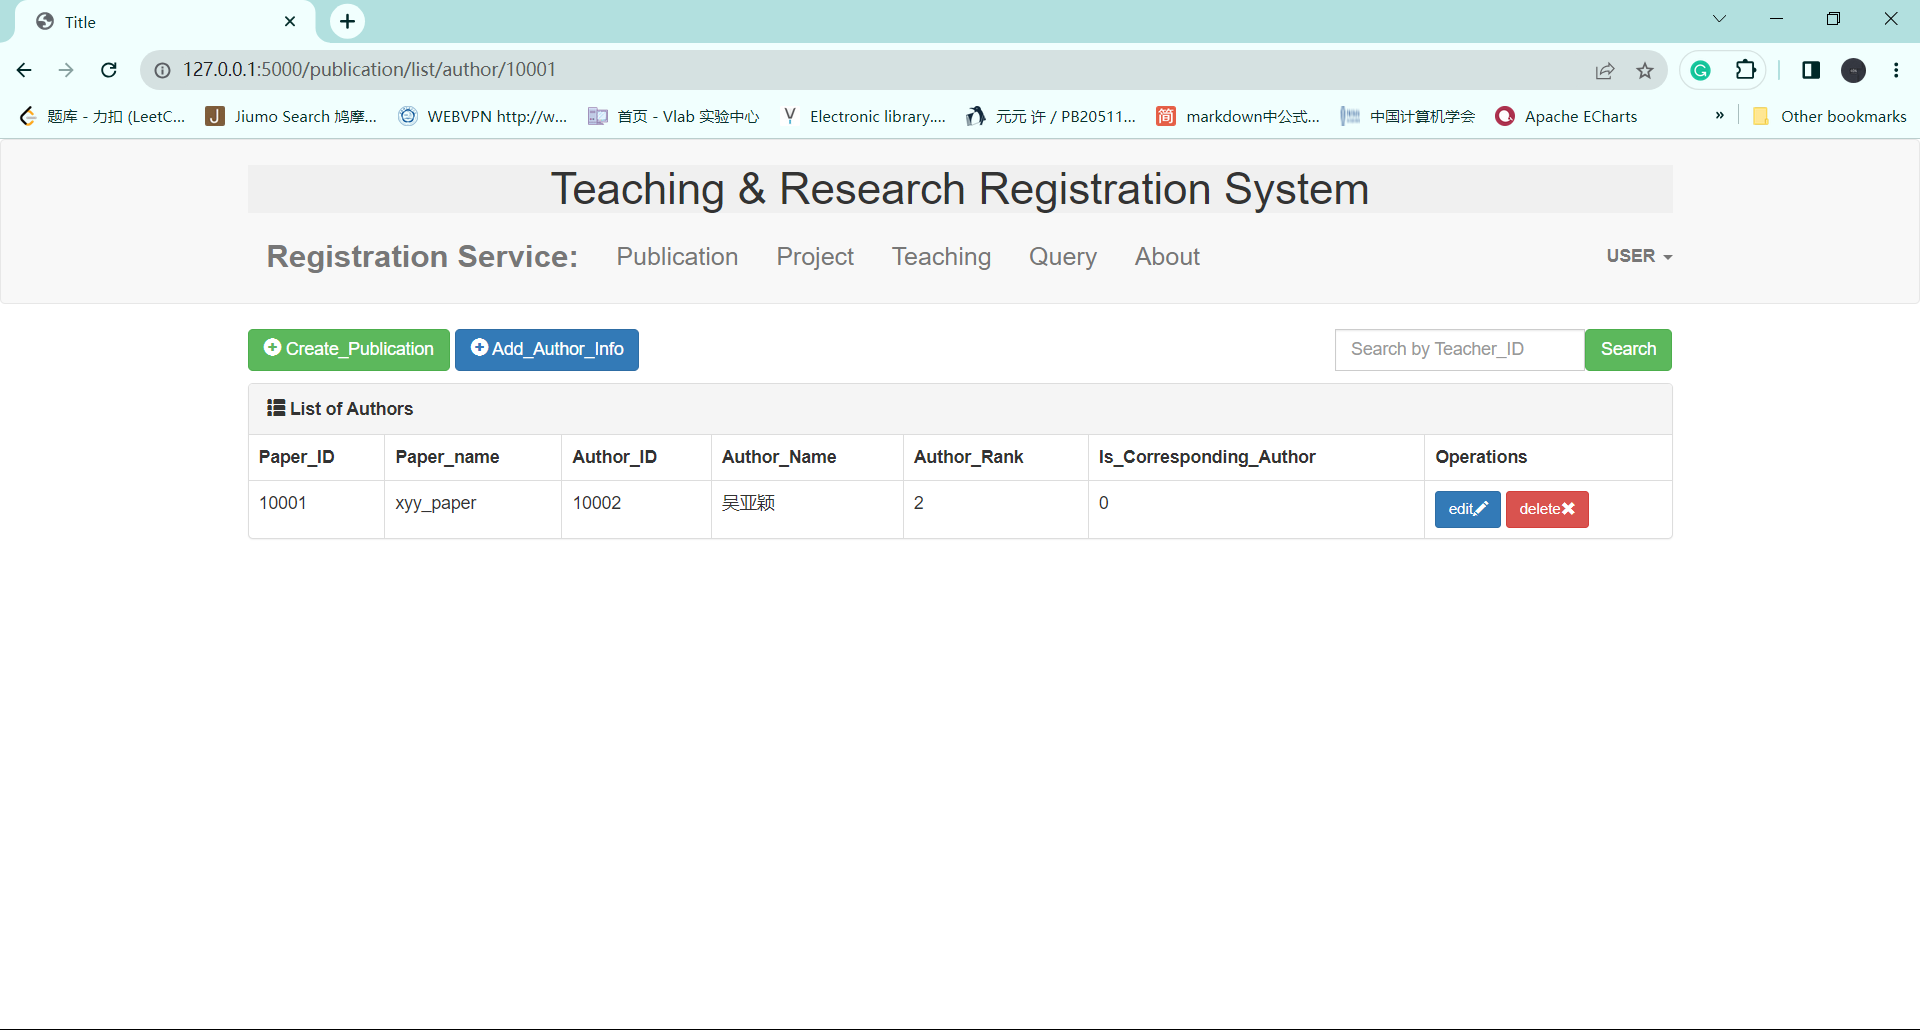 Title
127.0.0.1:5000/publication/list/author/10001
题库 - 力扣 (LeetC... Jiumo Search 鸠摩... WEBVPN http://w... 首页 - Vlab 实验中心 Electronic library.... 元元 许 / PB20511... markdown中公式... 中国计算机学会 Apache ECharts » Other bookmarks
Teaching & Research Registration System
Registration Service: Publication Project Teaching Query About USER
Create_Publication Add_Author_Info Search by Teacher_ID Search
List of Authors
Paper_ID Paper_name Author_ID Author_Name Author_Rank Is_Corresponding_Author Operations
10001 xyy_paper 10002 吴亚颖 2 0 edit delete